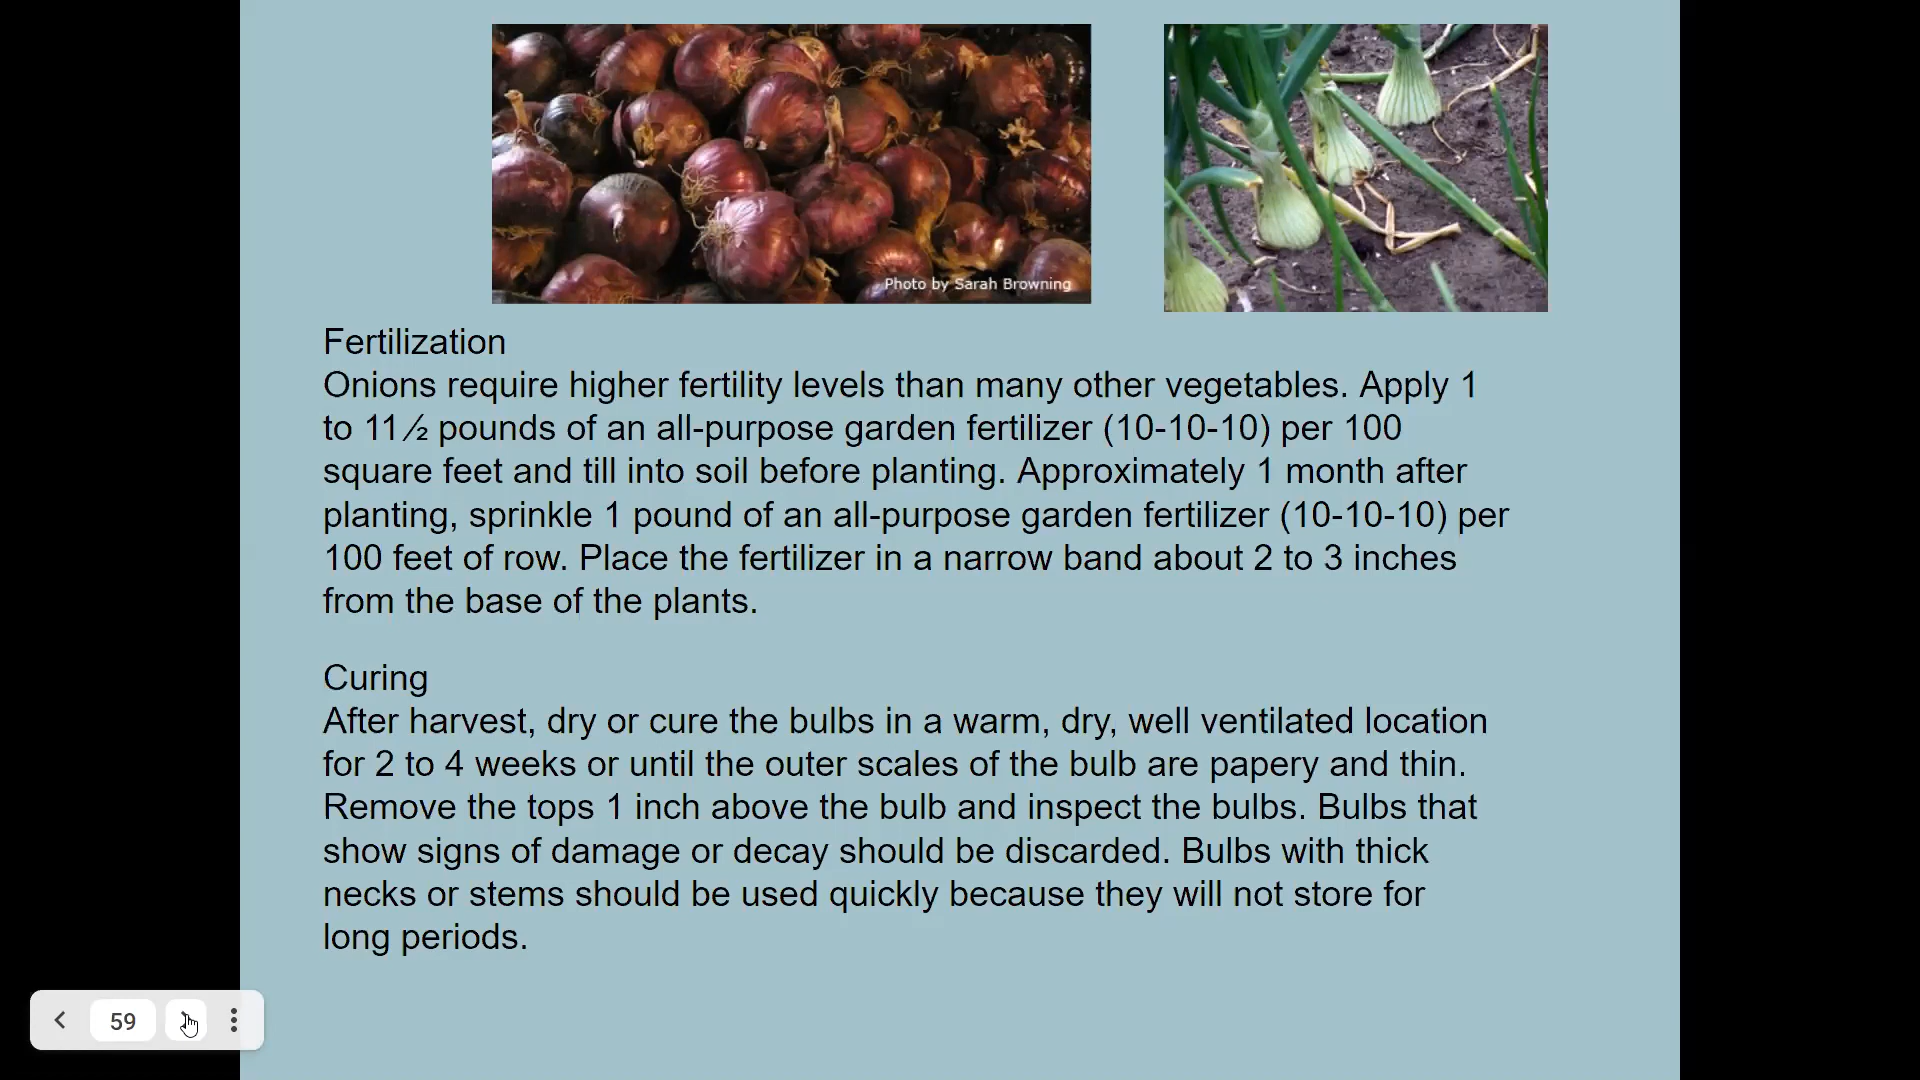 Photo by Sarah Browning
Fertilization
Onions require higher fertility levels than many other vegetables. Apply 1
to 11 ⁄2 pounds of an all-purpose garden fertilizer (10-10-10) per 100
square feet and till into soil before planting. Approximately 1 month after
planting, sprinkle 1 pound of an all-purpose garden fertilizer (10-10-10) per
100 feet of row. Place the fertilizer in a narrow band about 2 to 3 inches
from the base of the plants.
Curing
After harvest, dry or cure the bulbs in a warm, dry, well ventilated location
for 2 to 4 weeks or until the outer scales of the bulb are papery and thin.
Remove the tops 1 inch above the bulb and inspect the bulbs. Bulbs that
show signs of damage or decay should be discarded. Bulbs with thick
necks or stems should be used quickly because they will not store for
long periods.
59